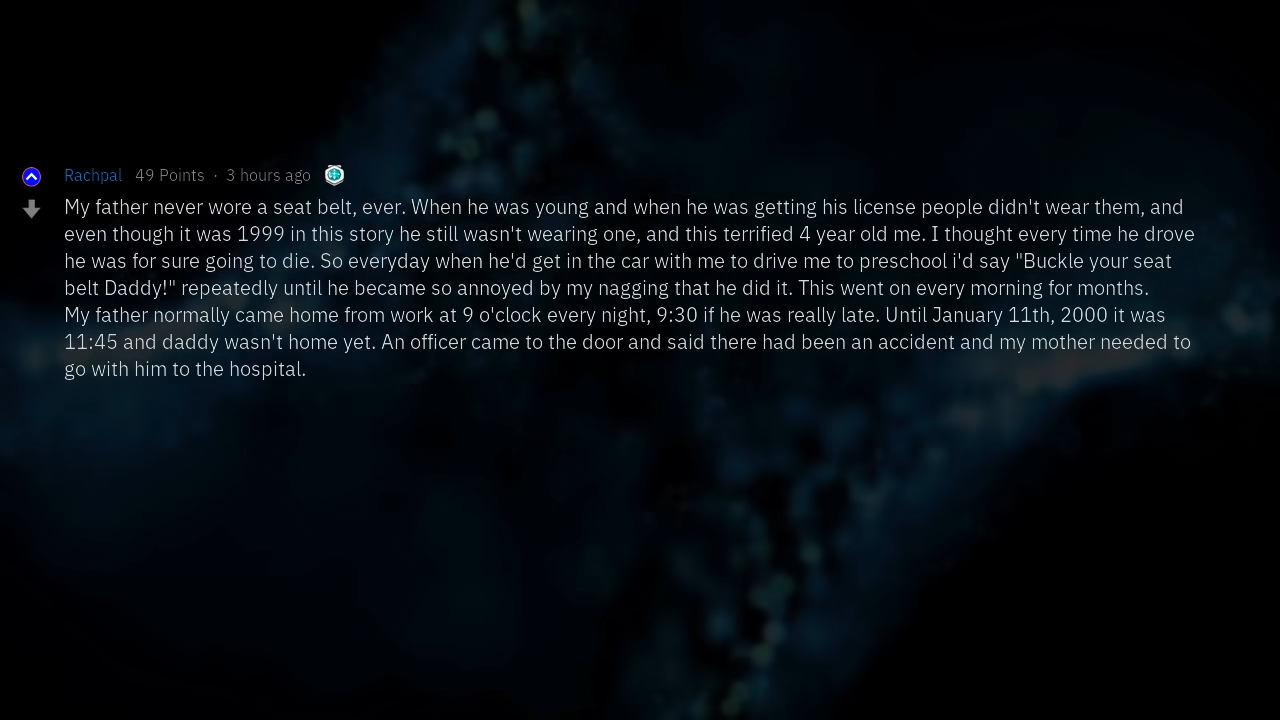 Rachpal 49 Points · 3 hours ago
My father never wore a seat belt, ever. When he was young and when he was getting his license people didn't wear them, and
even though it was 1999 in this story he still wasn't wearing one, and this terrified 4 year old me. I thought every time he drove
he was for sure going to die. So everyday when he'd get in the car with me to drive me to preschool i'd say "Buckle your seat
belt Daddy!" repeatedly until he became so annoyed by my nagging that he did it. This went on every morning for months.
My father normally came home from work at 9 o'clock every night, 9:30 if he was really late. Until January 11th, 2000 it was
11:45 and daddy wasn't home yet. An officer came to the door and said there had been an accident and my mother needed to
go with him to the hospital.